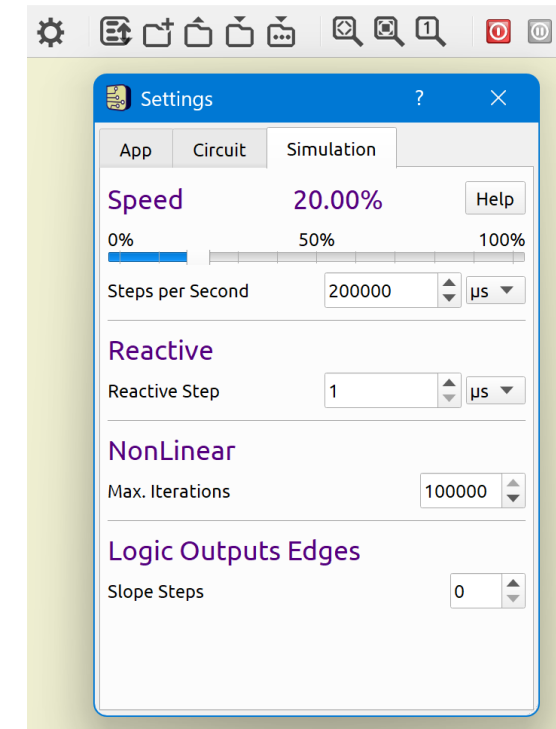 1
Settings ?
App Circuit Simulation
Speed 20.00% Help
0% 50% 100%
Steps per Second 200000 µs
Reactive
Reactive Step 1 µs
NonLinear
Max. Iterations 100000
Logic Outputs Edges
Slope Steps 0